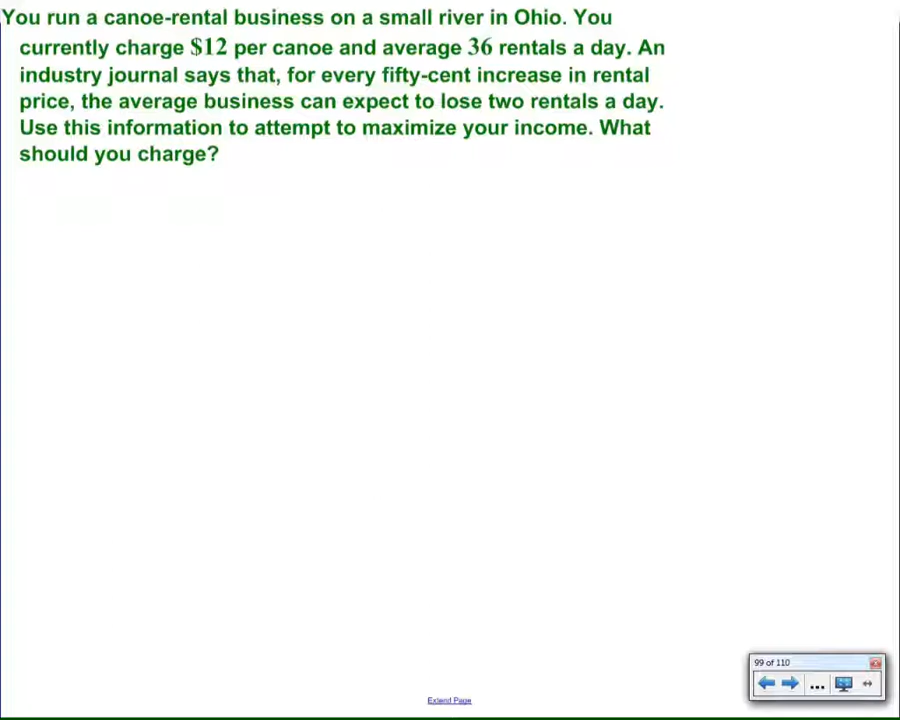 You run a canoe-rental business on a small river in Ohio. You
currently charge $12 per canoe and average 36 rentals a day. An
industry journal says that, for every fifty-cent increase in rental
price, the average business can expect to lose two rentals a day.
Use this information to attempt to maximize your income. What
should you charge?
99 of 110
...
Extend Page